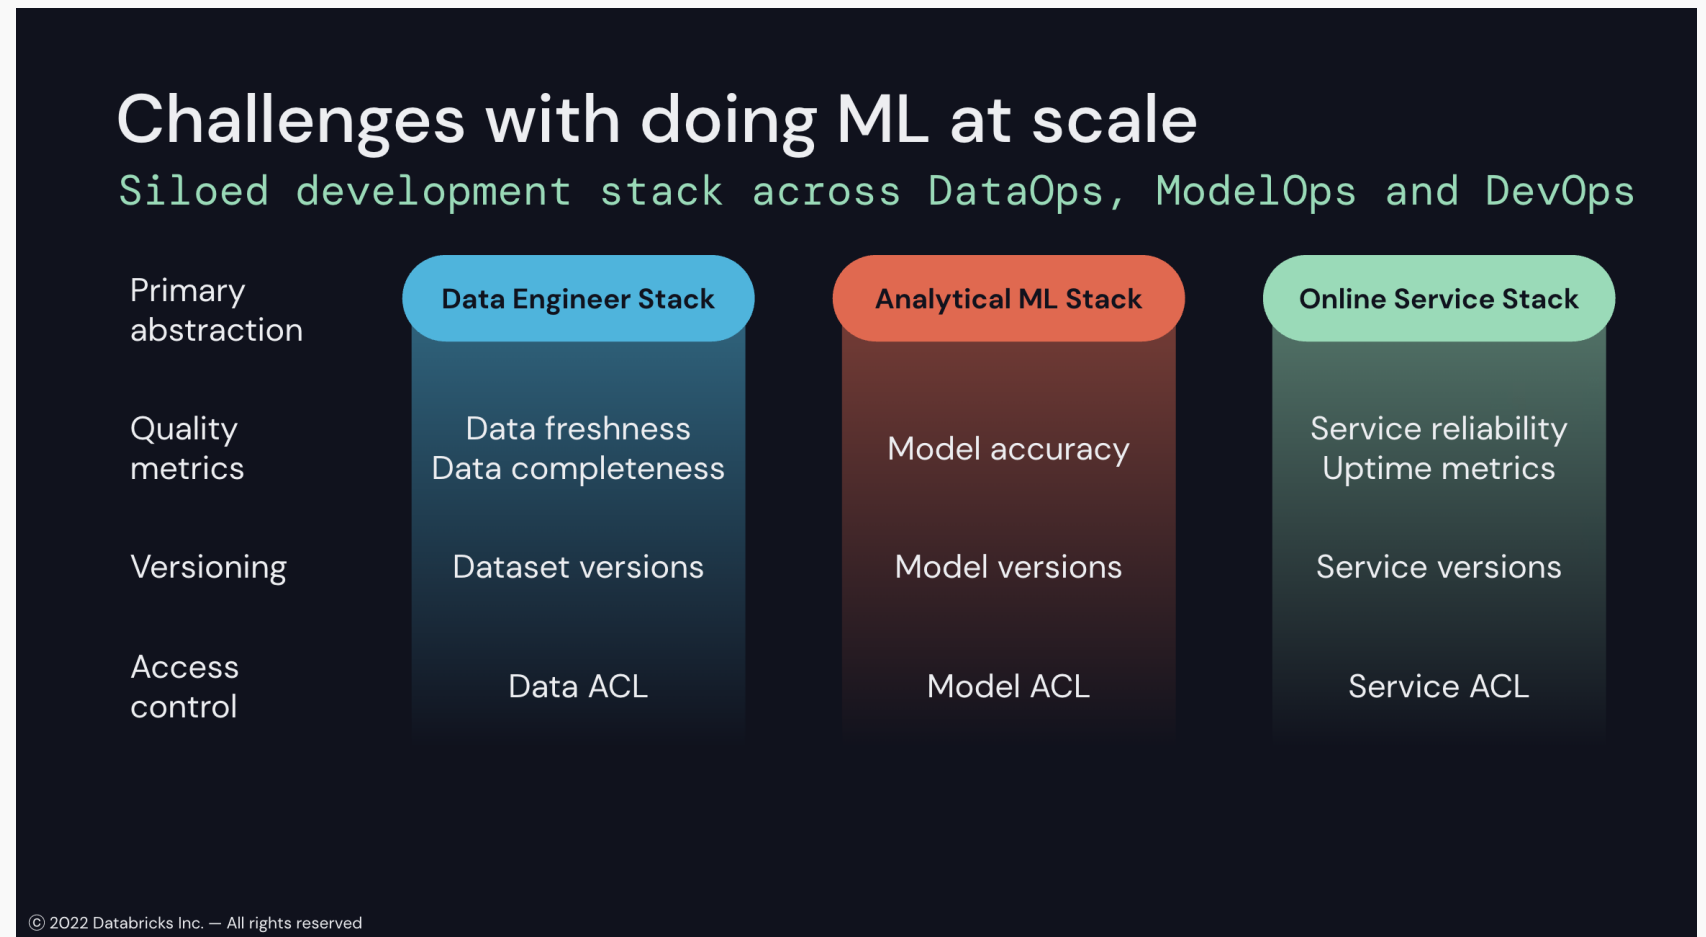 Challenges with doing ML at scale
Siloed development stack across DataOps, ModelOps and DevOps
Primary
abstraction
Data Engineer Stack
Analytical ML Stack
Online Service Stack
Quality
metrics
Data freshness
Data completeness
Model accuracy
Service reliability
Uptime metrics
Versioning
Dataset versions
Model versions
Service versions
Access
control
Data ACL
Model ACL
Service ACL
© 2022 Databricks Inc. — All rights reserved